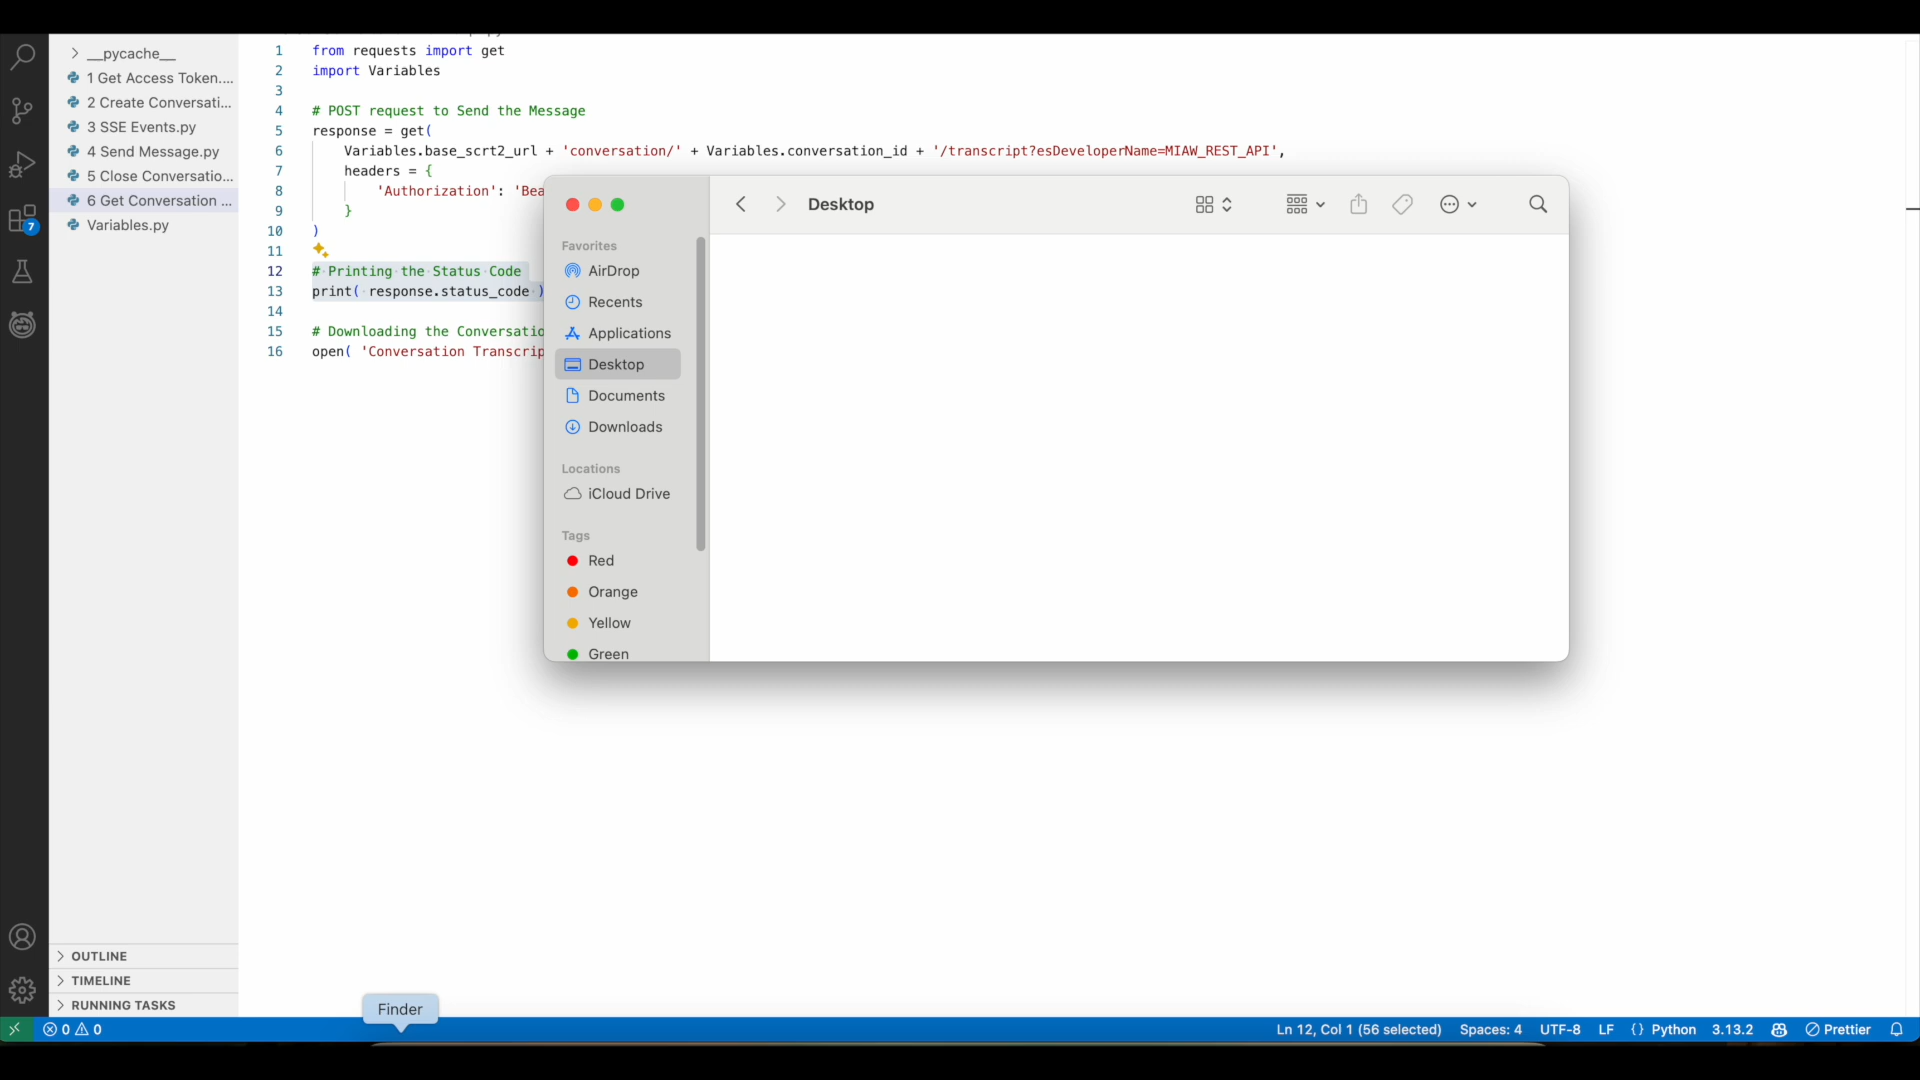 __pycache__
1 Get Access Token....
2 Create Conversati...
3 SSE Events.py
4 Send Message.py
5 Close Conversatio...
6 Get Conversation ...
Variables.py
OUTLINE
TIMELINE
RUNNING TASKS
7
1 from requests import get
2 import Variables
3
4 # POST request to Send the Message
5 response = get(
6 Variables.base_scrt2_url + 'conversation/' + Variables.conversation_id + '/transcript?esDeveloperName=MIAW_REST_API',
7 headers = {
8 'Authorization': 'Bea
9 }
10 )
11
12 # Printing the Status Code
13 print( response.status_code )
14
15 # Downloading the Conversatio
16 open( 'Conversation Transcrip
Desktop
Favorites
AirDrop
Recents
Applications
Desktop
Documents
Downloads
Locations
iCloud Drive
Tags
Red
Orange
Yellow
Green
Finder
0 0
Ln 12, Col 1 (56 selected) Spaces: 4 UTF-8 LF {} Python 3.13.2 Prettier